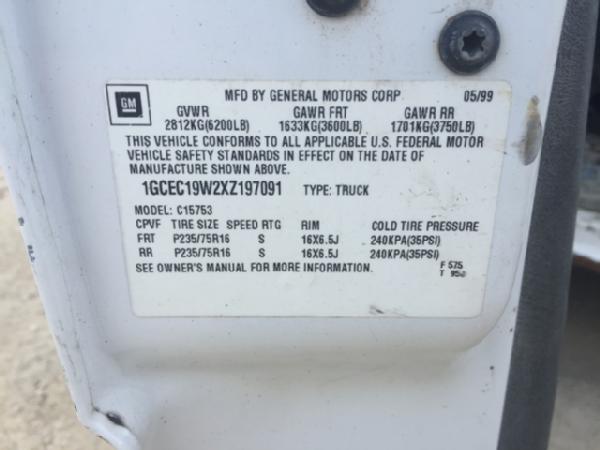 GM
MFD BY GENERAL MOTORS CORP 05/99
GVWR GAWR FRT GAWR RR
2812KG(6200LB) 1633KG(3600LB) 1701KG(3750LB)
THIS VEHICLE CONFORMS TO ALL APPLICABLE U.S. FEDERAL MOTOR
VEHICLE SAFETY STANDARDS IN EFFECT ON THE DATE OF
MANUFACTURE SHOWN ABOVE.
1GCEC19W2XZ197091 TYPE: TRUCK
MODEL: C15753
CPVF TIRE SIZE SPEED RTG RIM COLD TIRE PRESSURE
FRT P235/75R16 S 16X6.5J 240KPA(35PSI)
RR P235/75R16 S 16X6.5J 240KPA(35PSI)
SEE OWNER'S MANUAL FOR MORE INFORMATION.
F 575
T